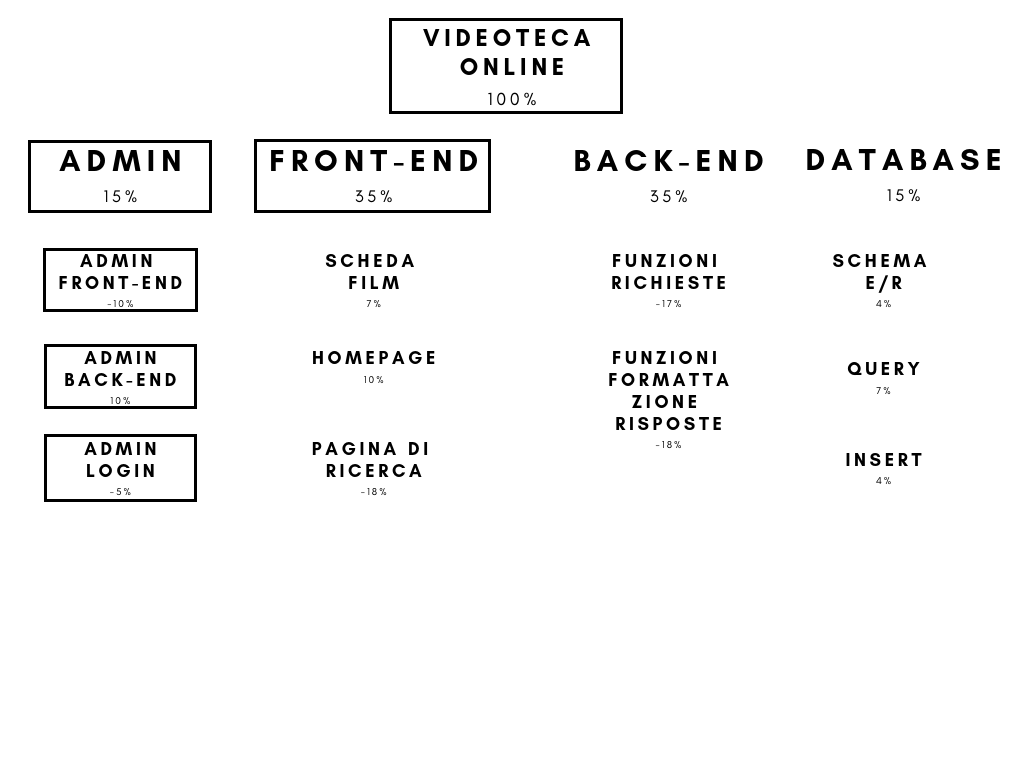 VIDEOTECA
ONLINE
100%
ADMIN
15%
FRONT-END
35%
BACK-END
35%
DATABASE
15%
ADMIN
FRONT-END
-10%
SCHEDA
FILM
7%
FUNZIONI
RICHIESTE
-17%
SCHEMA
E/R
4%
ADMIN
BACK-END
10%
HOMEPAGE
10%
FUNZIONI
FORMATTA
ZIONE
RISPOSTE
-18%
QUERY
7%
ADMIN
LOGIN
-5%
PAGINA DI
RICERCA
-18%
INSERT
4%